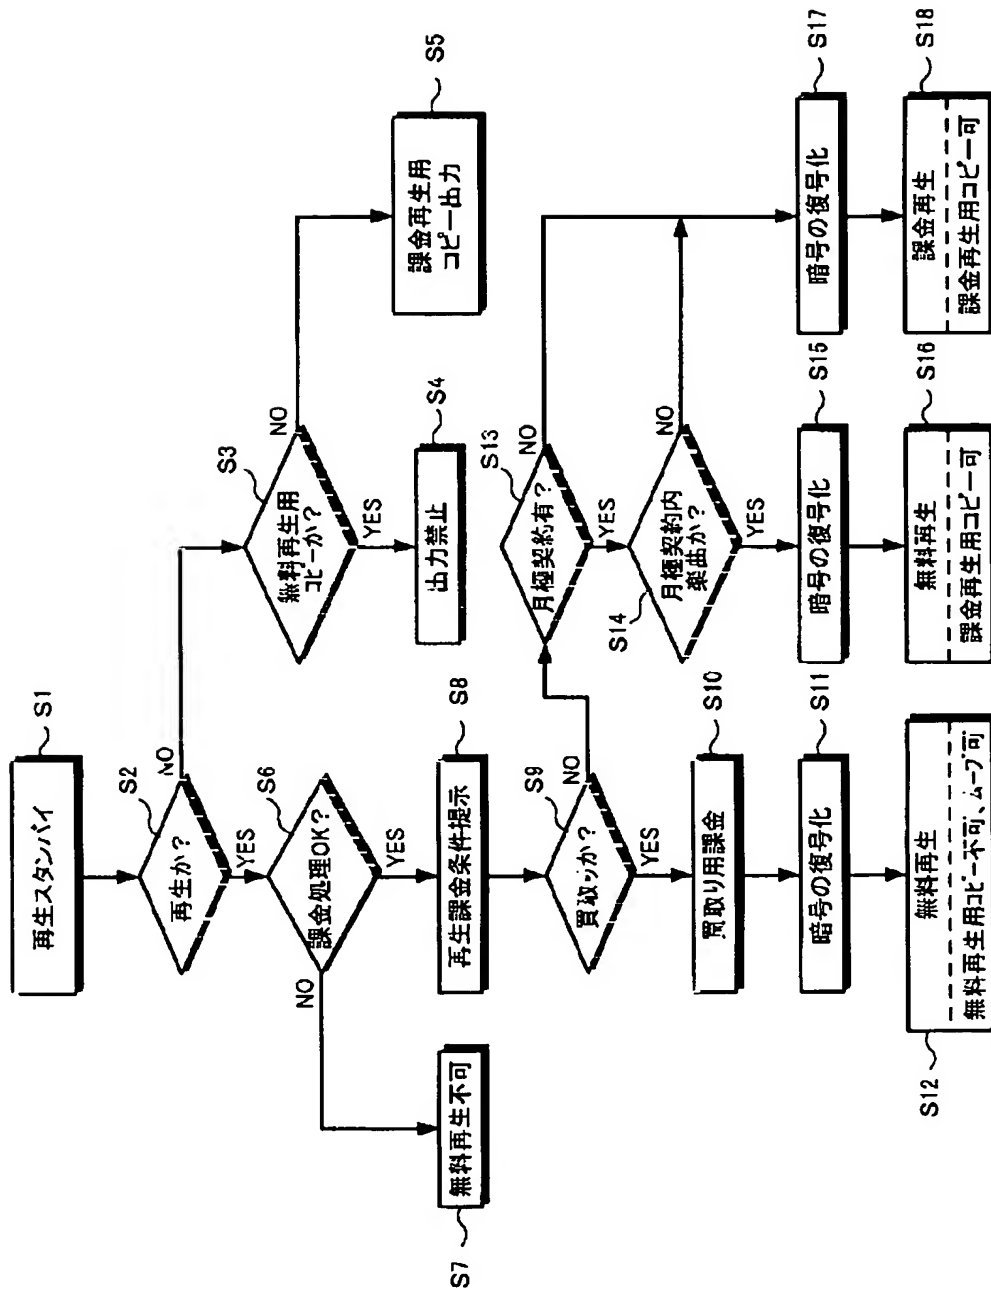 再生スタンバイ
S1
再生か?
S2
NO
YES
無料再生用
コピーか?
S3
NO
YES
出力禁止
S4
課金再生用
コピー出力
S5
課金処理OK?
S6
NO
YES
無料再生不可
S7
再生課金条件提示
S8
買取りか?
S9
NO
YES
買取り用課金
S10
暗号の復号化
S11
無料再生
無料再生用コピー不可、ムーブ可
S12
月極契約有?
S13
NO
YES
月極契約内
楽曲か?
S14
NO
YES
暗号の復号化
S15
無料再生
課金再生用コピー可
S16
暗号の復号化
S17
課金再生
課金再生用コピー可
S18